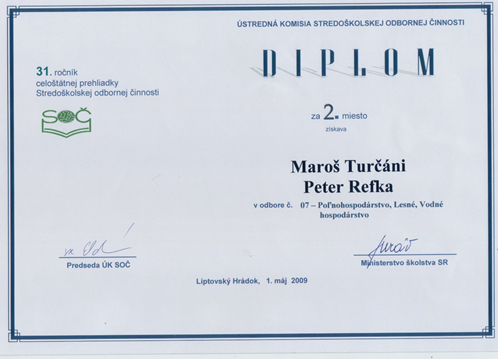 ÚSTREDNÁ KOMISIA STREDOŠKOLSKEJ ODBORNEJ ČINNOSTI
DIPLOM
31. ročník
celoštátnej prehliadky
Stredoškolskej odbornej činnosti
SOČ
za 2. miesto
získava
Maroš Turčáni
Peter Refka
v odbore č. 07 – Poľnohospodárstvo, Lesné, Vodné
hospodárstvo
Predseda ÚK SOČ
Ministerstvo školstva SR
Liptovský Hrádok, 1. máj 2009